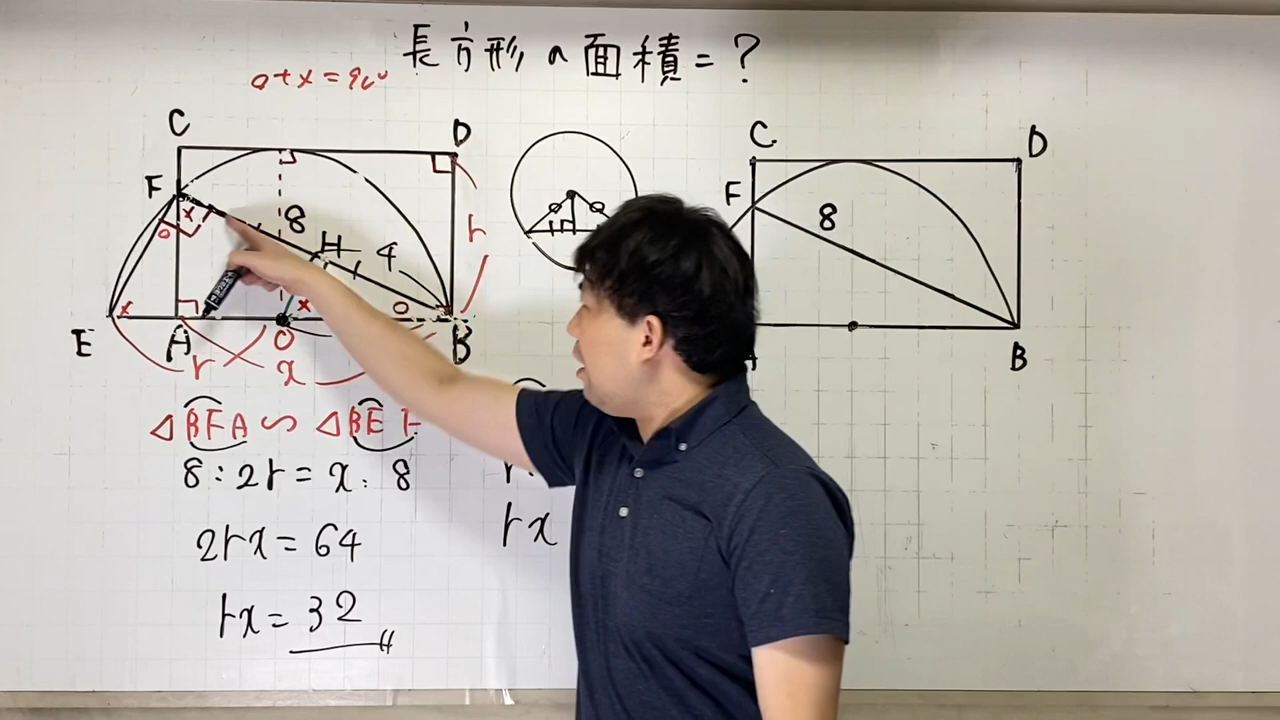 長方形の面積=?
○+×=90°
C
D
F
×
○
8
H
4
r
×
×
○
E
A
O
B
r
x
△BFA∽△BEF
8:2r=x:8
2rx=64
rx=32
r
rx
C
D
F
8
B